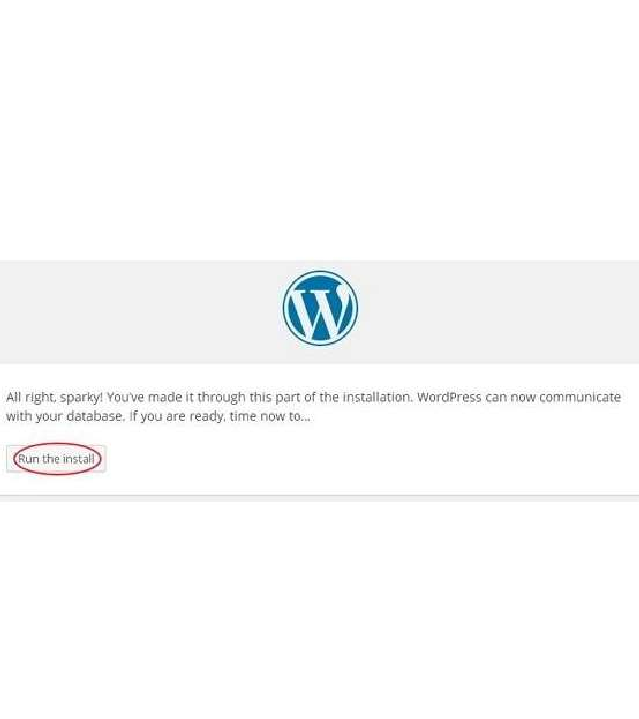 All right, sparky! You've made it through this part of the installation. WordPress can now communicate
with your database. If you are ready, time now to...
Run the install